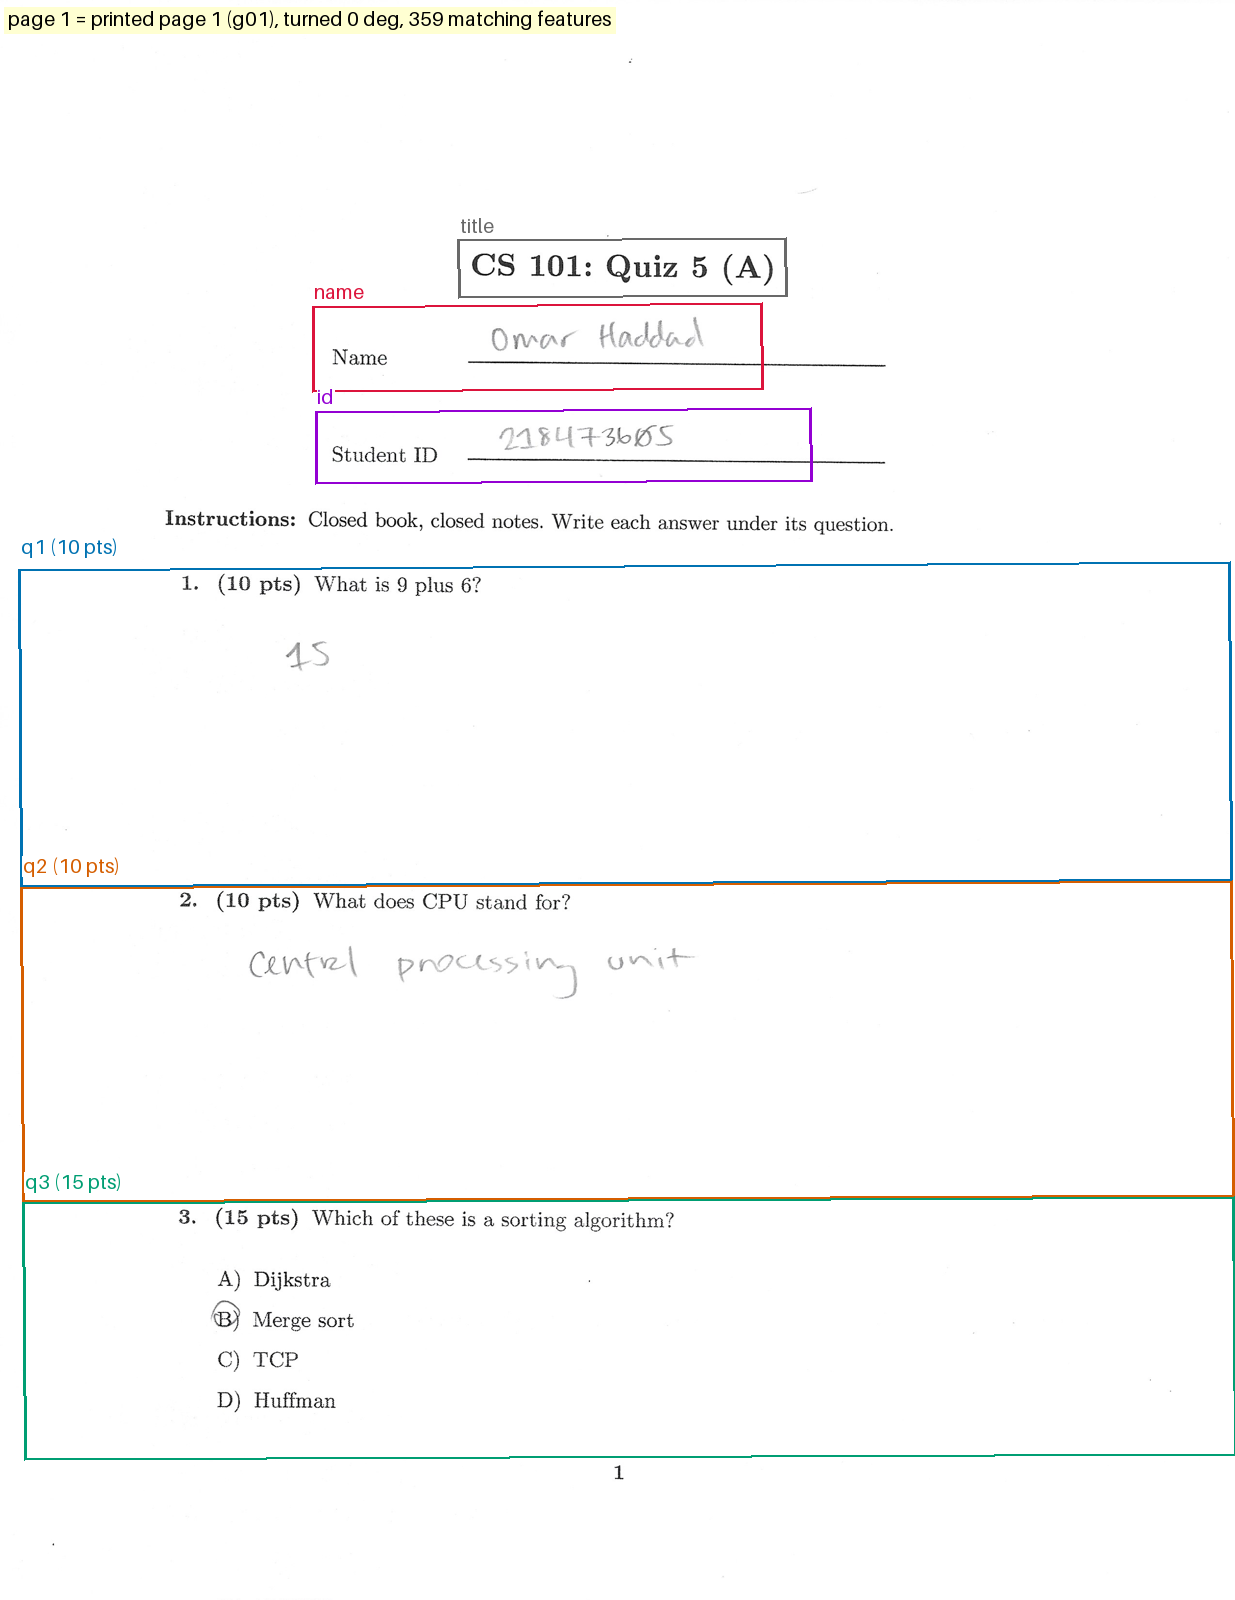 page 1 = printed page 1 (g01), turned 0 deg, 359 matching features
title
CS 101: Quiz 5 (A)
name
Name Omar Haddad
id
Student ID 218473605
Instructions: Closed book, closed notes. Write each answer under its question.
q1 (10 pts)
1. (10 pts) What is 9 plus 6?
15
q2 (10 pts)
2. (10 pts) What does CPU stand for?
Central processing unit
q3 (15 pts)
3. (15 pts) Which of these is a sorting algorithm?
A) Dijkstra
B) Merge sort
C) TCP
D) Huffman
1